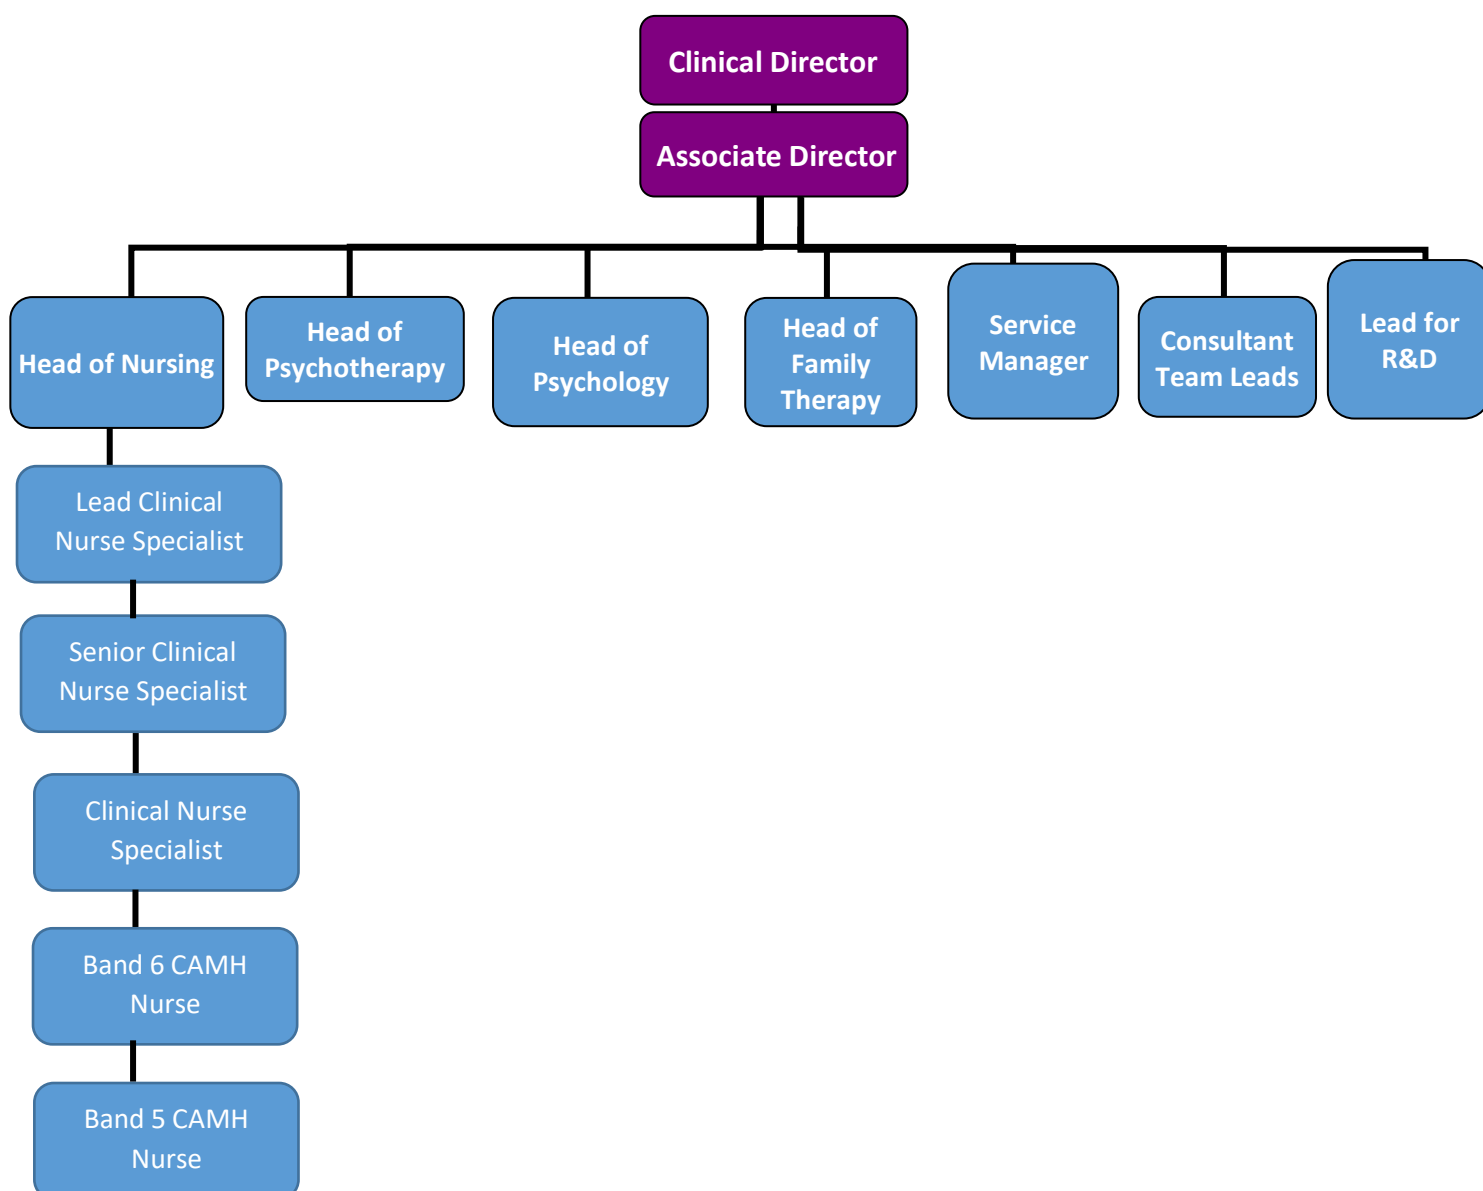 Clinical Director
Associate Director
Head of Nursing
Head of
Psychotherapy
Head of
Psychology
Head of
Family
Therapy
Service
Manager
Consultant
Team Leads
Lead for
R&D
Lead Clinical
Nurse Specialist
Senior Clinical
Nurse Specialist
Clinical Nurse
Specialist
Band 6 CAMH
Nurse
Band 5 CAMH
Nurse